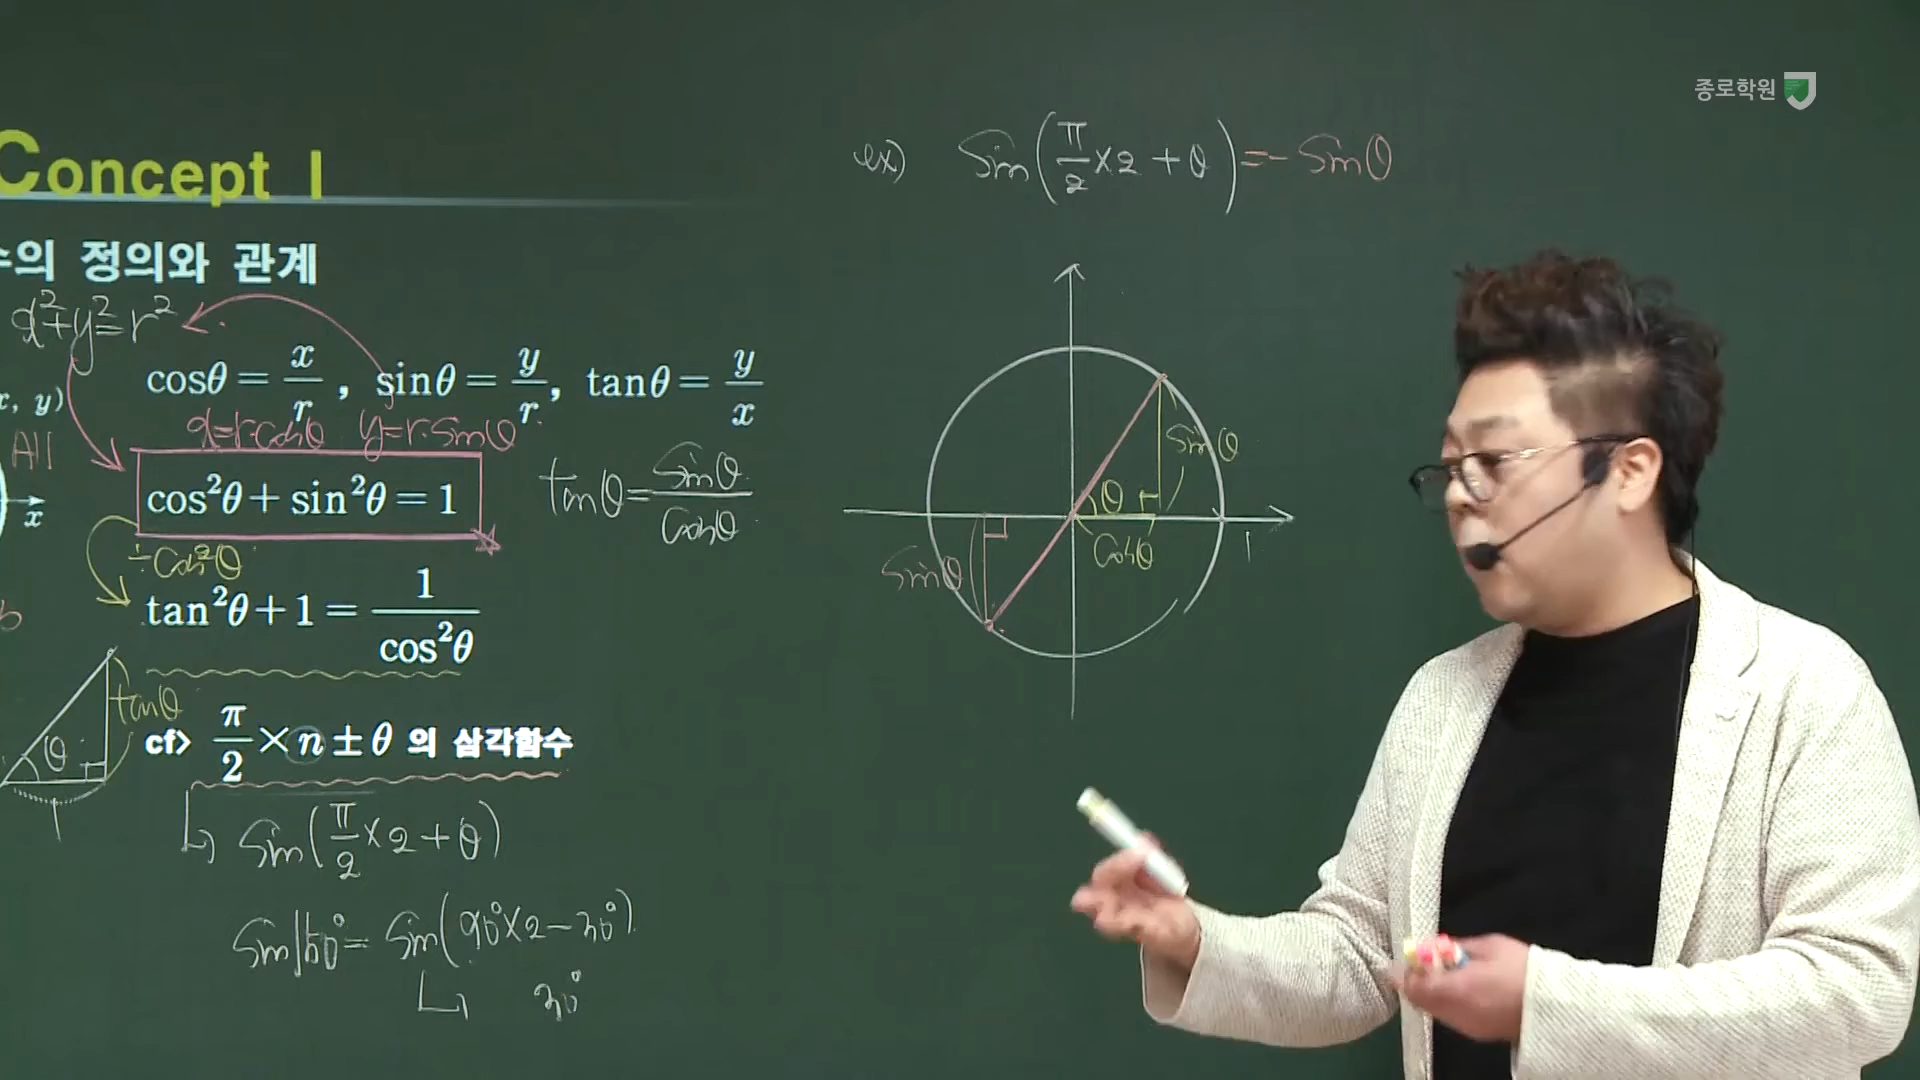 Concept I
수의 정의와 관계
x²+y²=r²
cosθ = x/r , sinθ = y/r, tanθ = y/x
x, y)
x=r·cosθ y=r·sinθ
All
cos²θ + sin²θ = 1
tanθ = sinθ/cosθ
x
÷cos²θ
tan²θ + 1 = 1/cos²θ
tanθ
θ
1
cf> π/2 × n ± θ 의 삼각함수
sin(π/2 × 2 + θ)
sin150° = sin(90° × 2 − 30°)
30°
ex) sin(π/2 × 2 + θ) = − sinθ
sinθ
θ
cosθ
1
sinθ
종로학원